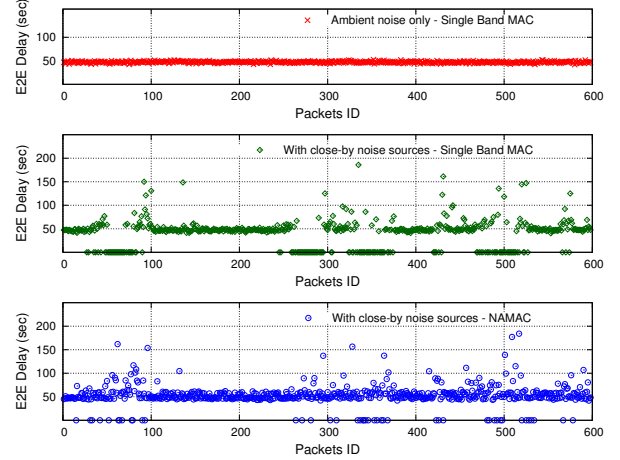 Ambient noise only - Single Band MAC
E2E Delay (sec)
150
100
50
0 100 200 300 400 500 600
Packets ID
With close-by noise sources - Single Band MAC
E2E Delay (sec)
200
150
100
50
0 100 200 300 400 500 600
Packets ID
With close-by noise sources - NAMAC
E2E Delay (sec)
200
150
100
50
0 100 200 300 400 500 600
Packets ID